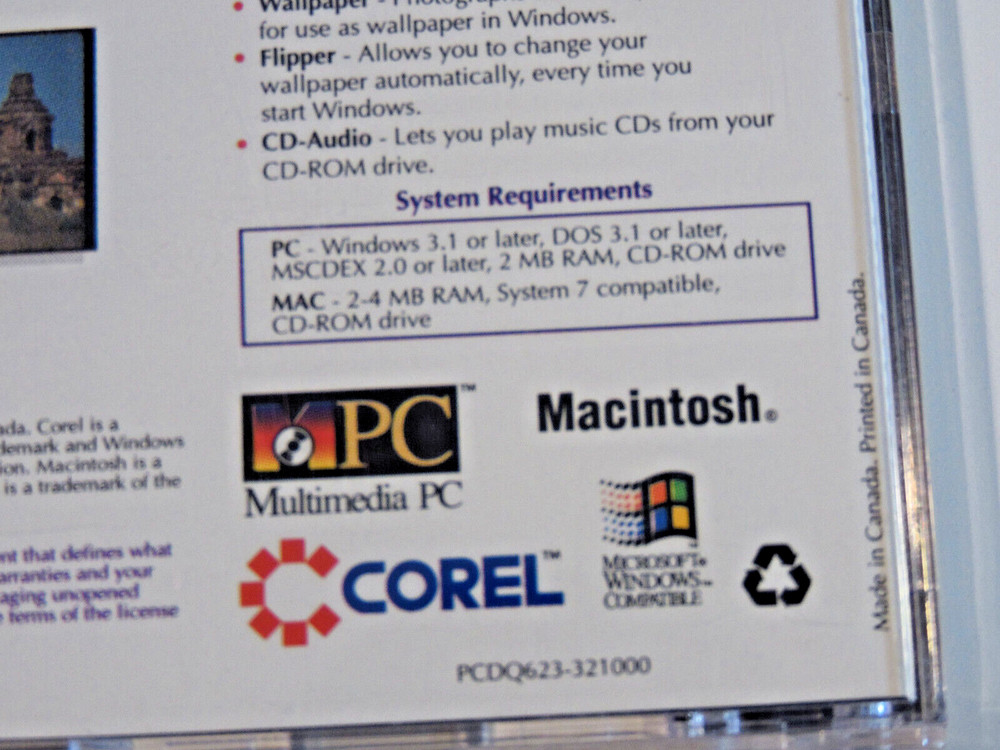 Wallpaper -
for use as wallpaper in Windows.
• Flipper - Allows you to change your
wallpaper automatically, every time you
start Windows.
• CD-Audio - Lets you play music CDs from your
CD-ROM drive.
System Requirements
PC - Windows 3.1 or later, DOS 3.1 or later,
MSCDEX 2.0 or later, 2 MB RAM, CD-ROM drive
MAC - 2-4 MB RAM, System 7 compatible,
CD-ROM drive
ada. Corel is a
demark and Windows
ion. Macintosh is a
is a trademark of the
nt that defines what
arranties and your
aging unopened
terms of the license
MPC™
Multimedia PC
Macintosh®
COREL™
MICROSOFT®
WINDOWS™
COMPATIBLE
PCDQ623-321000
Made in Canada. Printed in Canada.